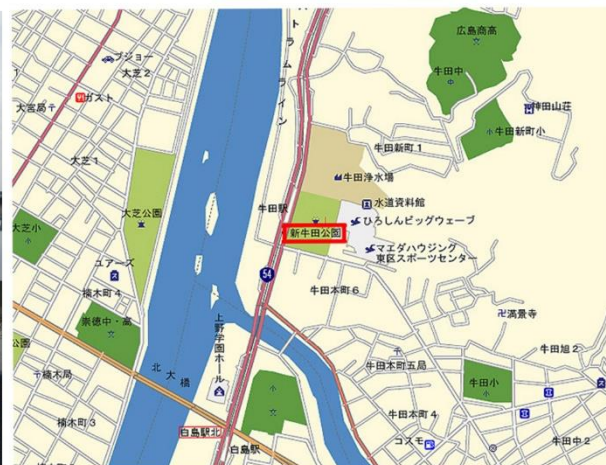 広島商高
プジョー
大芝2
ストラムライン
牛田中
ガスト
大宮局
神田山荘
牛田新町小
牛田新町1
大芝1
牛田浄水場
大芝公園
牛田駅
水道資料館
ひろしんビッグウェーブ
新牛田公園
大芝小
マエダハウジング
東区スポーツセンター
ユアーズ
54
楠木町4
牛田本町6
崇徳中・高
上野学園ホール
満景寺
公園
北大橋
牛田本町五局
牛田旭2
楠木局
牛田小
楠木町3
牛田本町4
白島駅北
コスモ
白島駅
牛田中2